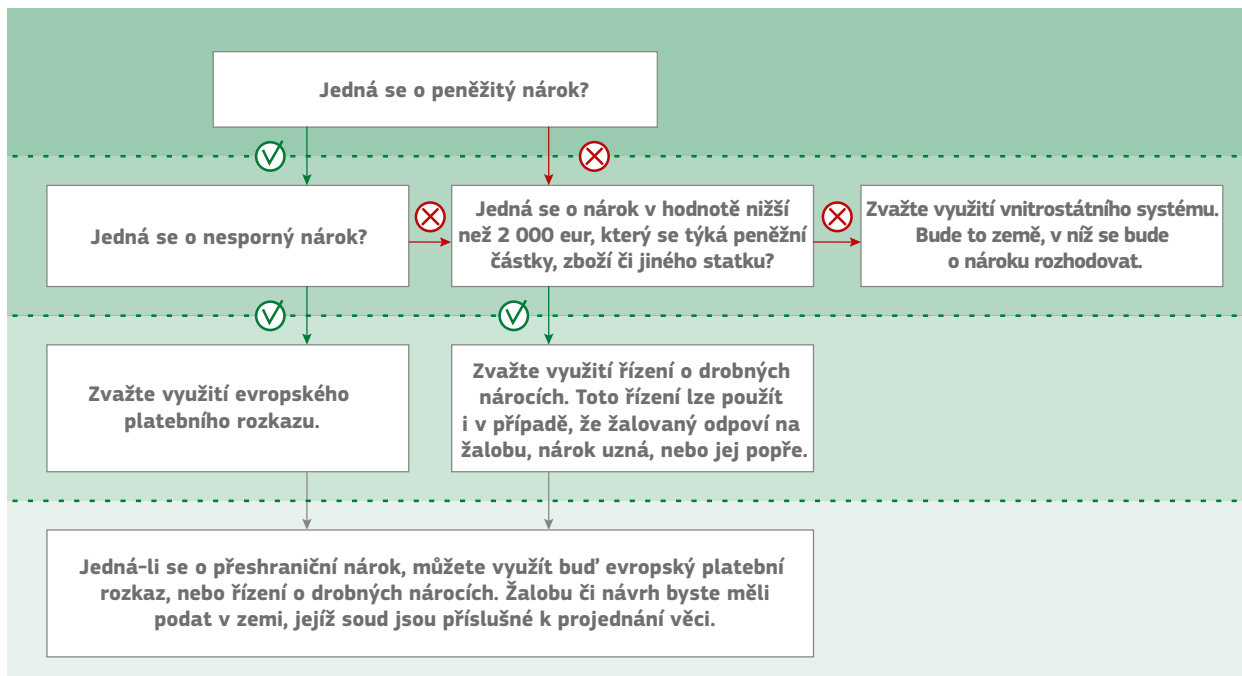 Jedná se o peněžitý nárok?
Jedná se o nesporný nárok?
Jedná se o nárok v hodnotě nižší
než 2 000 eur, který se týká peněžní
částky, zboží či jiného statku?
Zvažte využití vnitrostátního systému.
Bude to země, v níž se bude
o nároku rozhodovat.
Zvažte využití evropského
platebního rozkazu.
Zvažte využití řízení o drobných
nárocích. Toto řízení lze použít
i v případě, že žalovaný odpoví na
žalobu, nárok uzná, nebo jej popře.
Jedná-li se o přeshraniční nárok, můžete využít buď evropský platební
rozkaz, nebo řízení o drobných nárocích. Žalobu či návrh byste měli
podat v zemi, jejíž soud jsou příslušné k projednání věci.